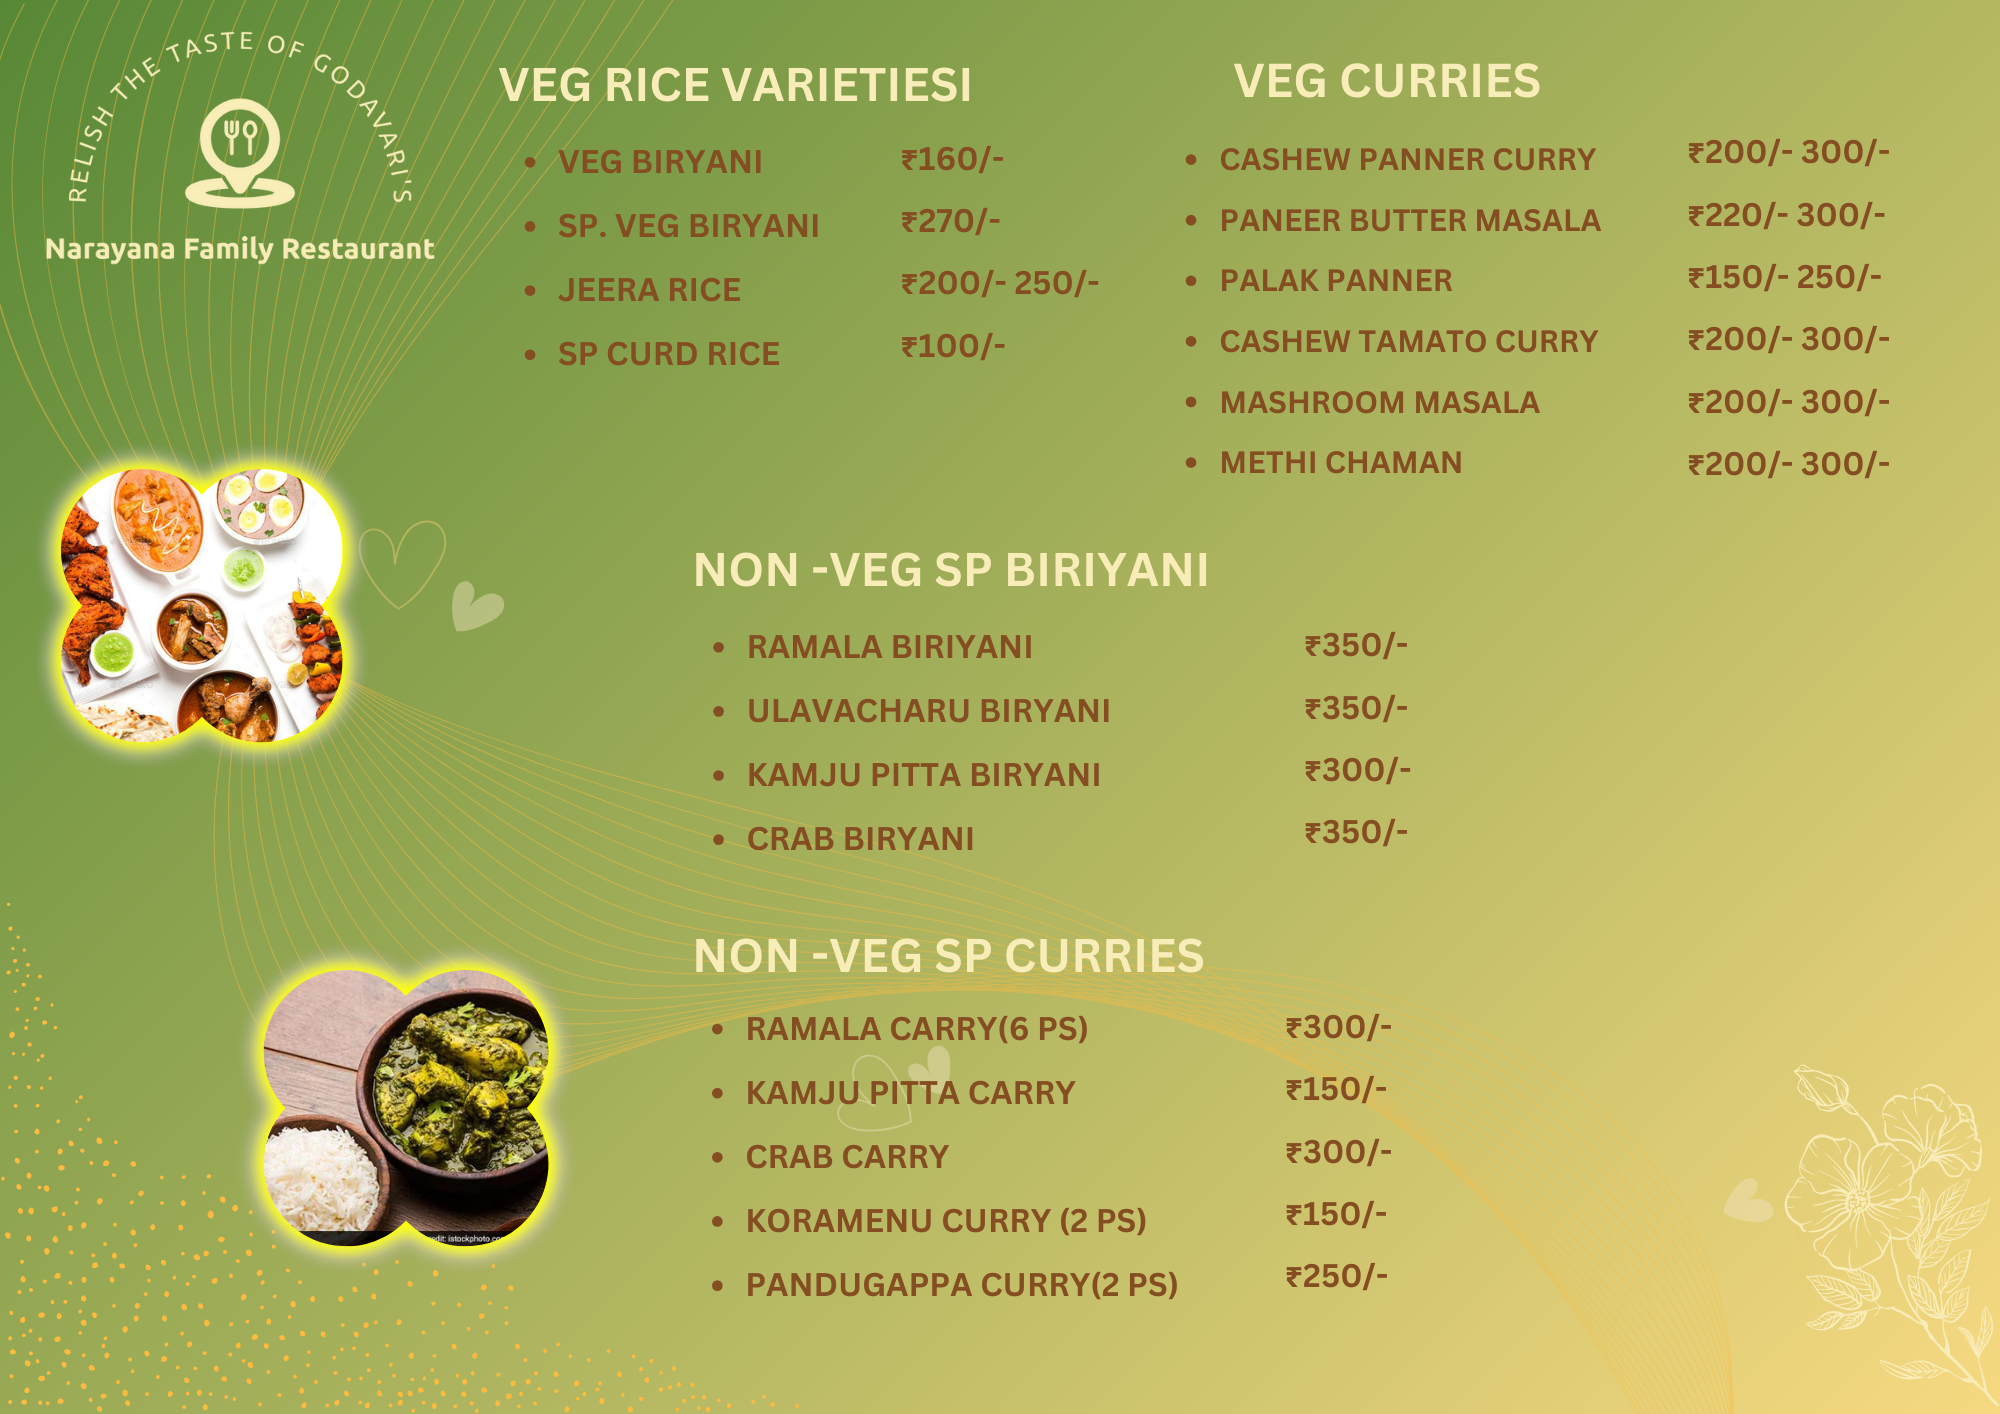 RELISH THE TASTE OF GODAVARI'S
Narayana Family Restaurant
VEG RICE VARIETIESI
VEG BIRYANI ₹160/-
SP. VEG BIRYANI ₹270/-
JEERA RICE ₹200/- 250/-
SP CURD RICE ₹100/-
VEG CURRIES
CASHEW PANNER CURRY ₹200/- 300/-
PANEER BUTTER MASALA ₹220/- 300/-
PALAK PANNER ₹150/- 250/-
CASHEW TAMATO CURRY ₹200/- 300/-
MASHROOM MASALA ₹200/- 300/-
METHI CHAMAN ₹200/- 300/-
NON -VEG SP BIRIYANI
RAMALA BIRIYANI ₹350/-
ULAVACHARU BIRYANI ₹350/-
KAMJU PITTA BIRYANI ₹300/-
CRAB BIRYANI ₹350/-
NON -VEG SP CURRIES
RAMALA CARRY(6 PS) ₹300/-
KAMJU PITTA CARRY ₹150/-
CRAB CARRY ₹300/-
KORAMENU CURRY (2 PS) ₹150/-
PANDUGAPPA CURRY(2 PS) ₹250/-